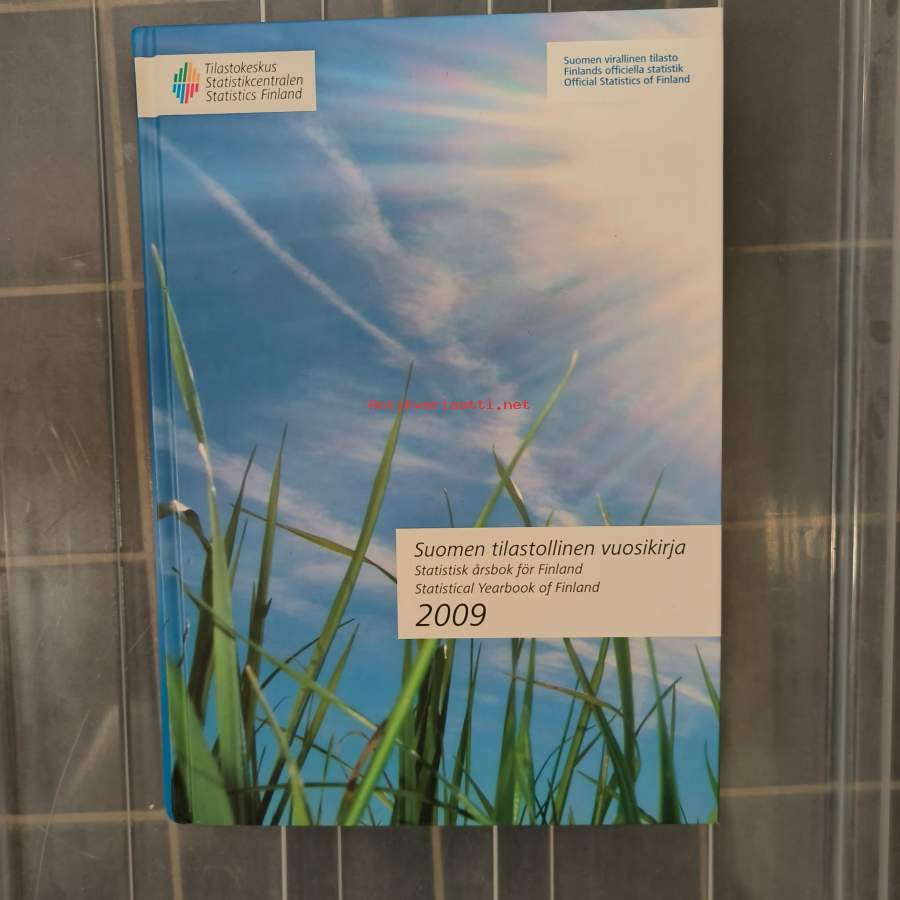 Tilastokeskus
Statistikcentralen
Statistics Finland
Suomen virallinen tilasto
Finlands officiella statistik
Official Statistics of Finland
Antikvariaatti.net
Suomen tilastollinen vuosikirja
Statistisk årsbok för Finland
Statistical Yearbook of Finland
2009